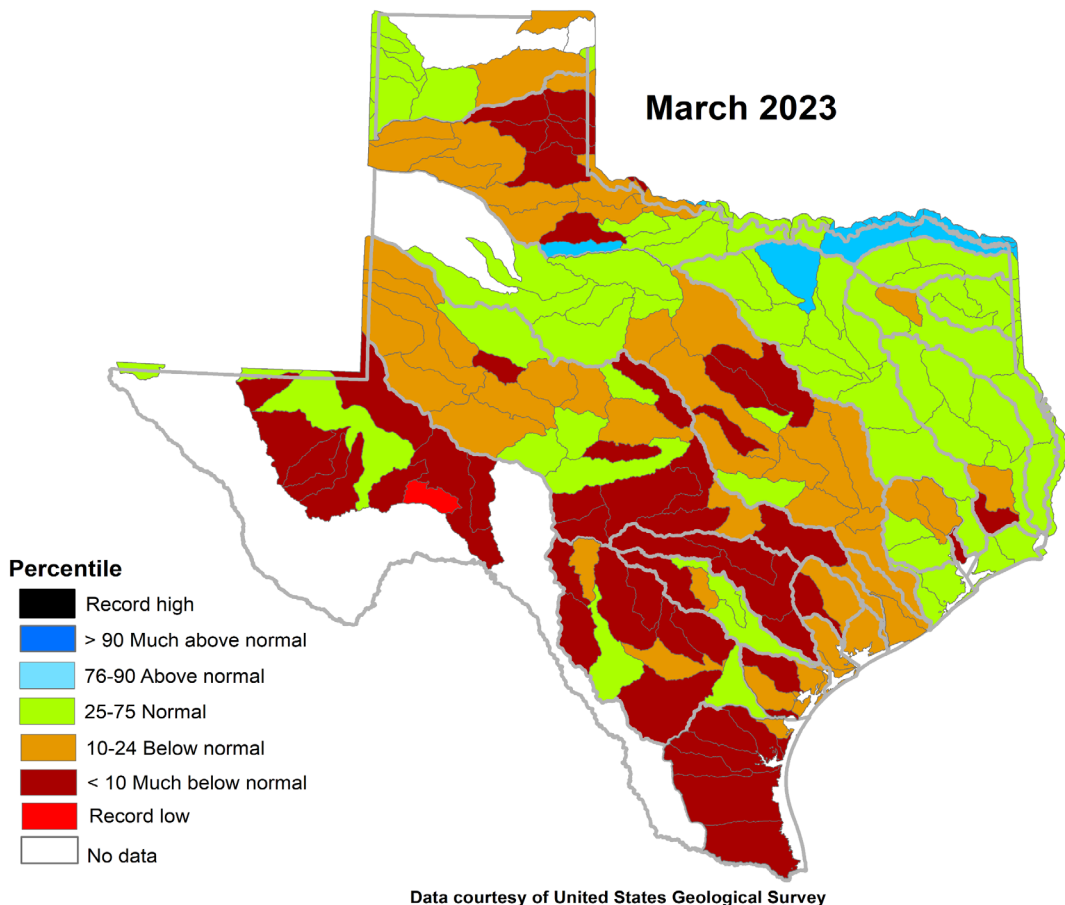 March 2023
Percentile
Record high
> 90 Much above normal
76-90 Above normal
25-75 Normal
10-24 Below normal
< 10 Much below normal
Record low
No data
Data courtesy of United States Geological Survey